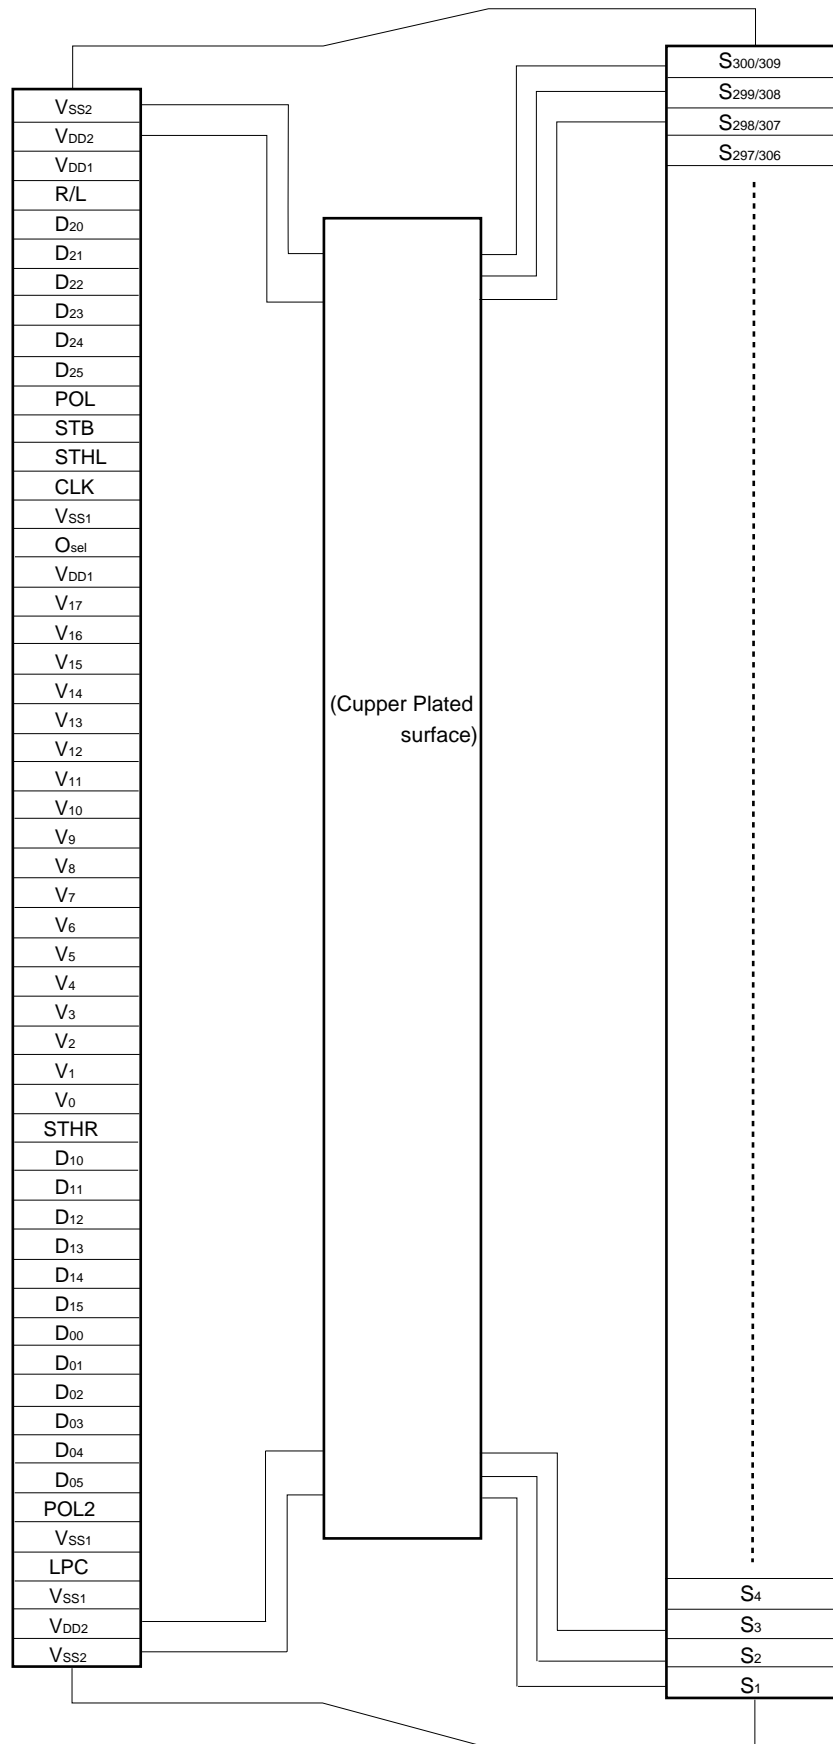 VSS2
VDD2
VDD1
R/L
D20
D21
D22
D23
D24
D25
POL
STB
STHL
CLK
VSS1
Osel
VDD1
V17
V16
V15
V14
V13
V12
V11
V10
V9
V8
V7
V6
V5
V4
V3
V2
V1
V0
STHR
D10
D11
D12
D13
D14
D15
D00
D01
D02
D03
D04
D05
POL2
VSS1
LPC
VSS1
VDD2
VSS2
(Cupper Plated
surface)
S300/309
S299/308
S298/307
S297/306
S4
S3
S2
S1